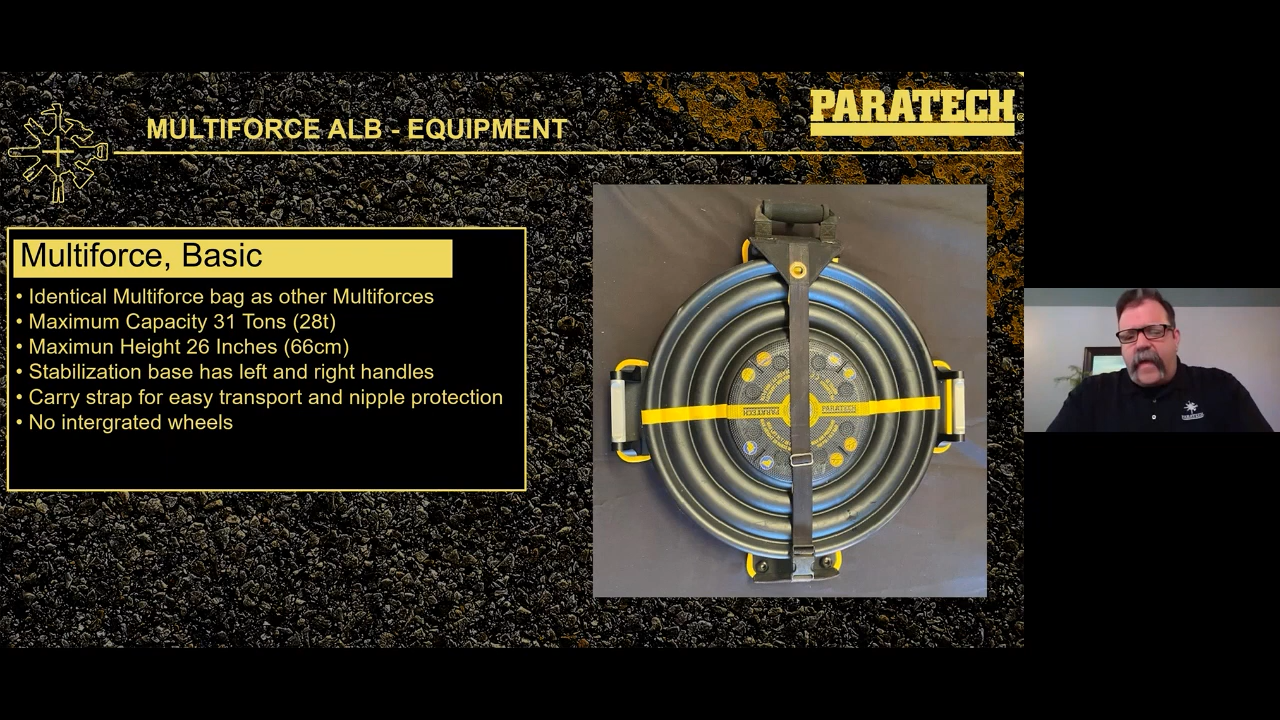 MULTIFORCE ALB - EQUIPMENT
PARATECH
Multiforce, Basic
• Identical Multiforce bag as other Multiforces
• Maximum Capacity 31 Tons (28t)
• Maximun Height 26 Inches (66cm)
• Stabilization base has left and right handles
• Carry strap for easy transport and nipple protection
• No intergrated wheels
PARATECH
PARATECH
PARATECH